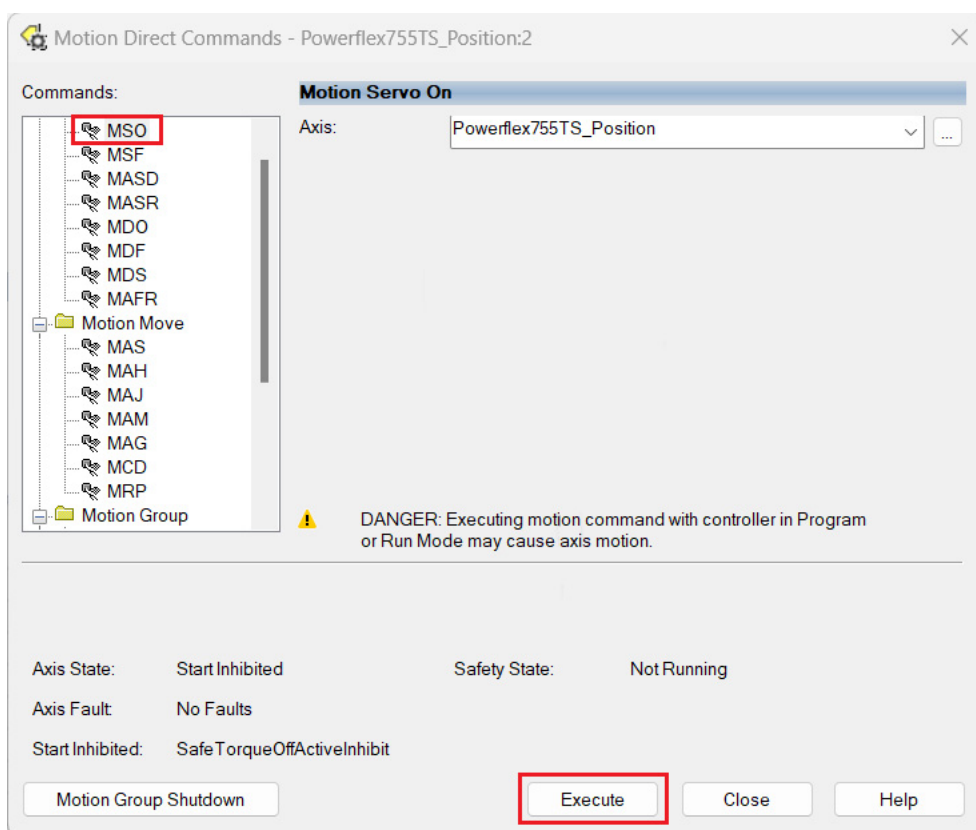 Motion Direct Commands - Powerflex755TS_Position:2
Commands:
MSO
MSF
MASD
MASR
MDO
MDF
MDS
MAFR
Motion Move
MAS
MAH
MAJ
MAM
MAG
MCD
MRP
Motion Group
Motion Servo On
Axis: Powerflex755TS_Position ...
DANGER: Executing motion command with controller in Program
or Run Mode may cause axis motion.
Axis State: Start Inhibited Safety State: Not Running
Axis Fault: No Faults
Start Inhibited: SafeTorqueOffActiveInhibit
Motion Group Shutdown Execute Close Help